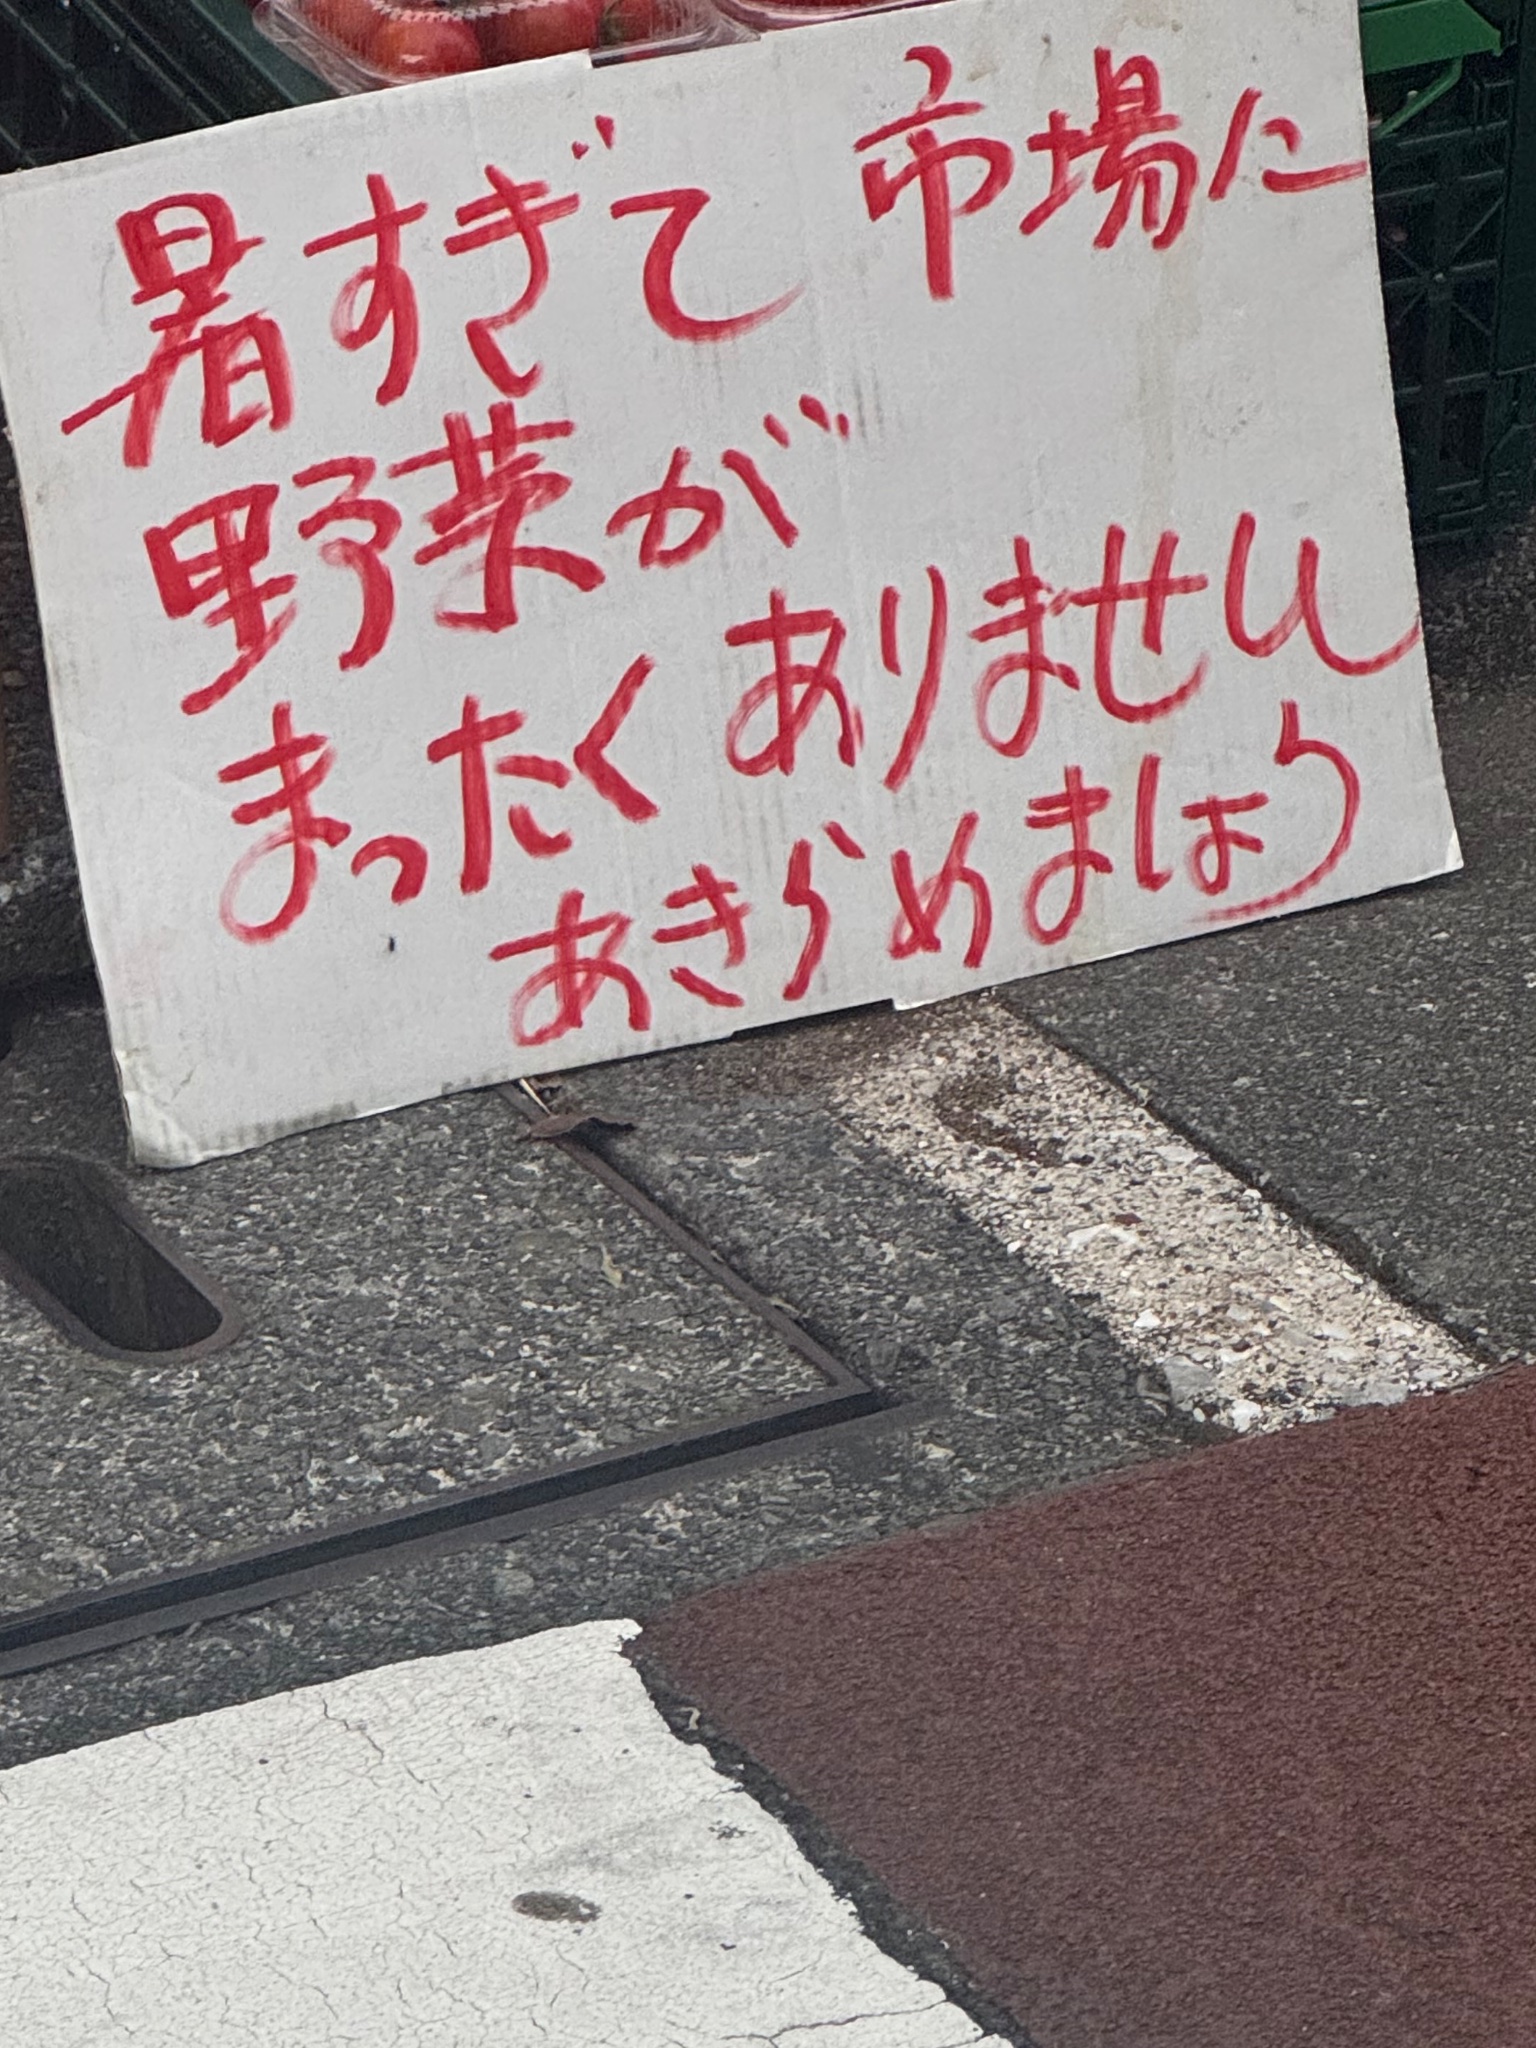 暑すぎて 市場に
野菜が
まったくありません
あきらめましょう